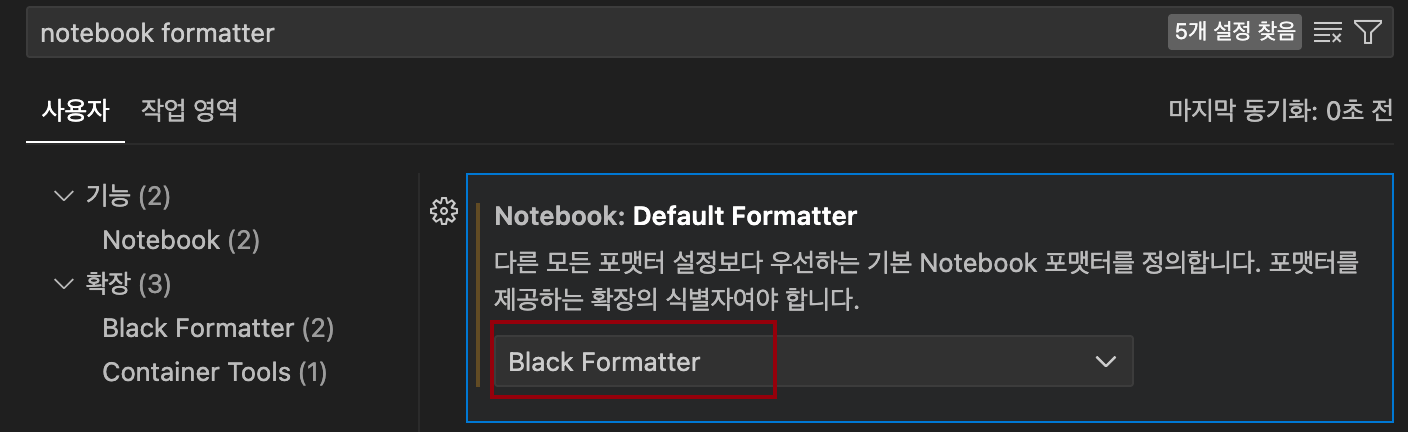 notebook formatter
5개 설정 찾음
사용자
작업 영역
마지막 동기화: 0초 전
기능 (2)
Notebook (2)
확장 (3)
Black Formatter (2)
Container Tools (1)
Notebook: Default Formatter
다른 모든 포맷터 설정보다 우선하는 기본 Notebook 포맷터를 정의합니다. 포맷터를
제공하는 확장의 식별자여야 합니다.
Black Formatter